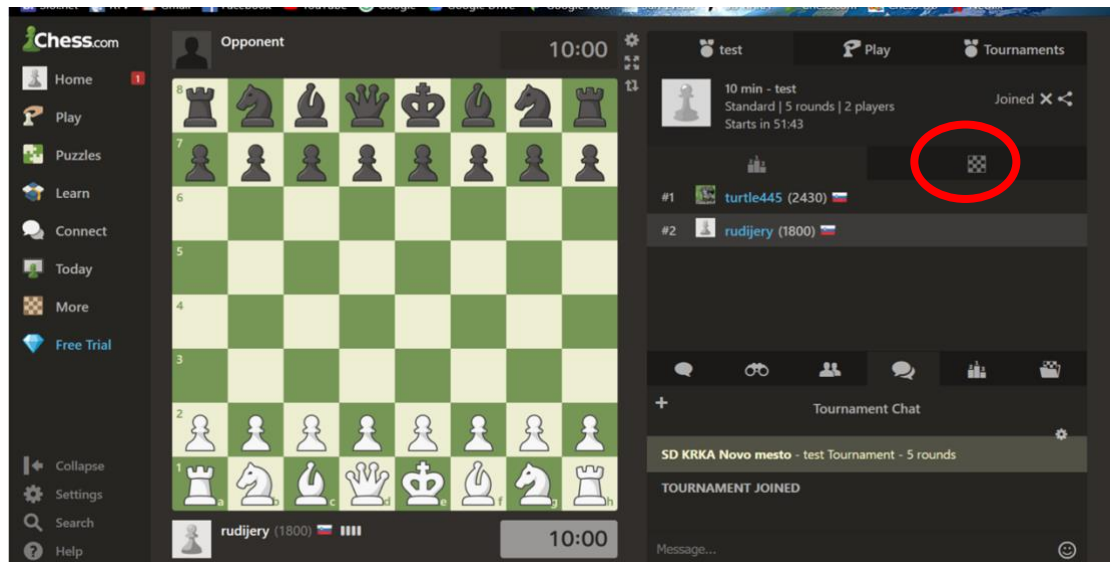 Chess.com
Home 1
Play
Puzzles
Learn
Connect
Today
More
Free Trial
Collapse
Settings
Search
Help
Opponent
10:00
8
7
6
5
4
3
2
1
a b c d e f g h
rudijery (1800)
10:00
test
Play
Tournaments
10 min - test
Standard | 5 rounds | 2 players
Starts in 51:43
Joined
#1 turtle445 (2430)
#2 rudijery (1800)
Tournament Chat
SD KRKA Novo mesto - test Tournament - 5 rounds
TOURNAMENT JOINED
Message...